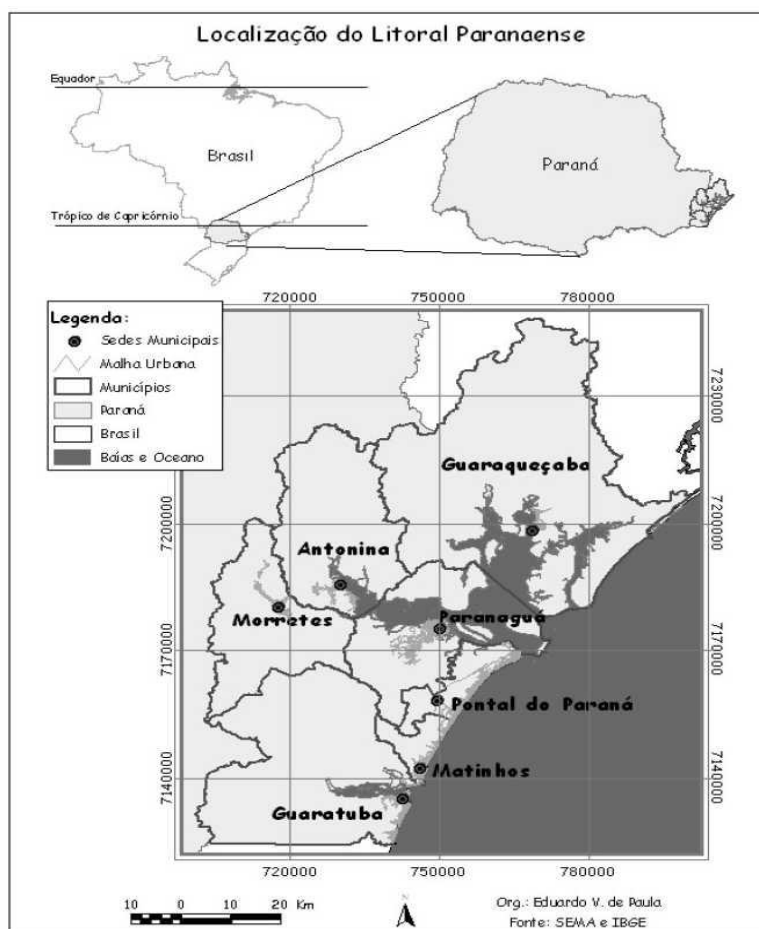 Localização do Litoral Paranaense
Equador
Brasil
Trópico de Capricórnio
Paraná
720000 750000 780000
Legenda:
Sedes Municipais
Malha Urbana
Municípios
Paraná
Brasil
Baías e Oceano
7230000
7230000
Guaraqueçaba
7200000
7200000
Antonina
Morretes
Paranaguá
7170000
7170000
Pontal do Paraná
Matinhos
7140000
7140000
Guaratuba
720000 750000 780000
10 0 10 20 Km
N
Org.: Eduardo V. de Paula
Fonte: SEMA e IBGE